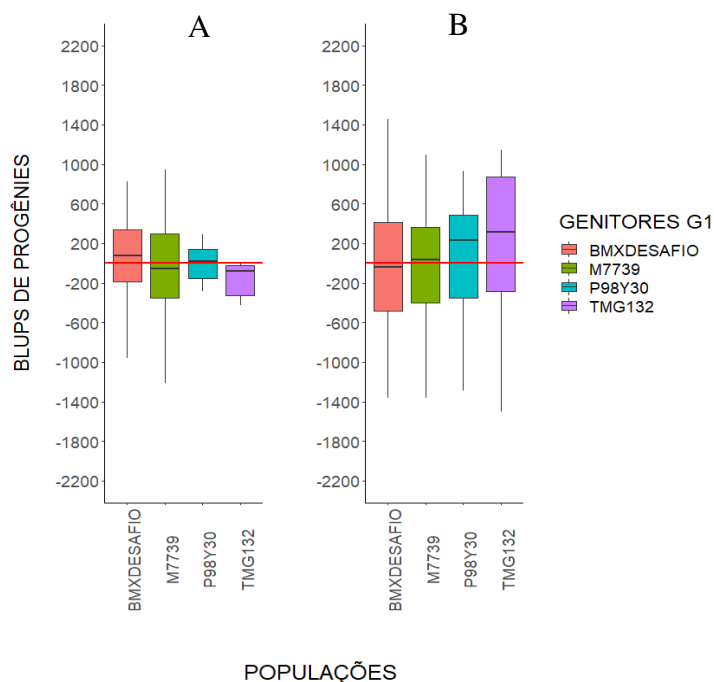 A
B
2200
1800
1400
1000
600
200
-200
-600
-1000
-1400
-1800
-2200
BLUPS DE PROGÊNIES
2200
1800
1400
1000
600
200
-200
-600
-1000
-1400
-1800
-2200
BMXDESAFIO
M7739
P98Y30
TMG132
BMXDESAFIO
M7739
P98Y30
TMG132
POPULAÇÕES
GENITORES G1
BMXDESAFIO
M7739
P98Y30
TMG132